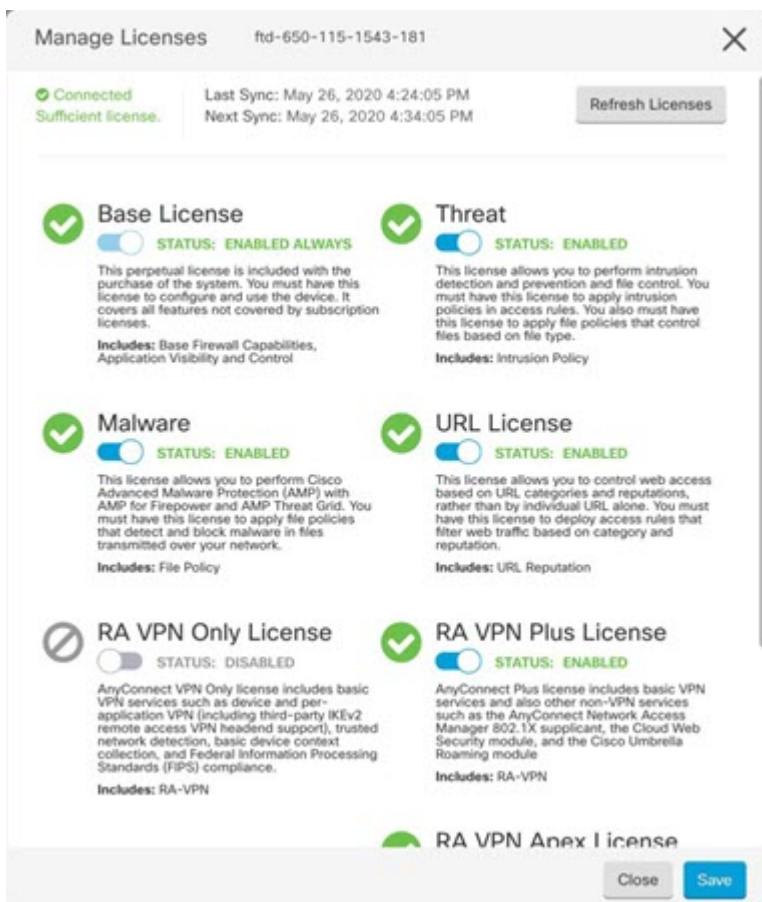 Manage Licenses ftd-650-115-1543-181
Connected
Sufficient license.
Last Sync: May 26, 2020 4:24:05 PM
Next Sync: May 26, 2020 4:34:05 PM
Refresh Licenses
Base License
STATUS: ENABLED ALWAYS
This perpetual license is included with the
purchase of the system. You must have this
license to configure and use the device. It
covers all features not covered by subscription
licenses.
Includes: Base Firewall Capabilities,
Application Visibility and Control
Threat
STATUS: ENABLED
This license allows you to perform intrusion
detection and prevention and file control. You
must have this license to apply intrusion
policies in access rules. You also must have
this license to apply file policies that control
files based on file type.
Includes: Intrusion Policy
Malware
STATUS: ENABLED
This license allows you to perform Cisco
Advanced Malware Protection (AMP) with
AMP for Firepower and AMP Threat Grid. You
must have this license to apply file policies
that detect and block malware in files
transmitted over your network.
Includes: File Policy
URL License
STATUS: ENABLED
This license allows you to control web access
based on URL categories and reputations,
rather than by individual URL alone. You must
have this license to deploy access rules that
filter web traffic based on category and
reputation.
Includes: URL Reputation
RA VPN Only License
STATUS: DISABLED
AnyConnect VPN Only license includes basic
VPN services such as device and per-
application VPN (including third-party IKEv2
remote access VPN headend support), trusted
network detection, basic device context
collection, and Federal Information Processing
Standards (FIPS) compliance.
Includes: RA-VPN
RA VPN Plus License
STATUS: ENABLED
AnyConnect Plus license includes basic VPN
services and also other non-VPN services
such as the AnyConnect Network Access
Manager 802.1X supplicant, the Cloud Web
Security module, and the Cisco Umbrella
Roaming module
Includes: RA-VPN
RA VPN Apex License
Close
Save